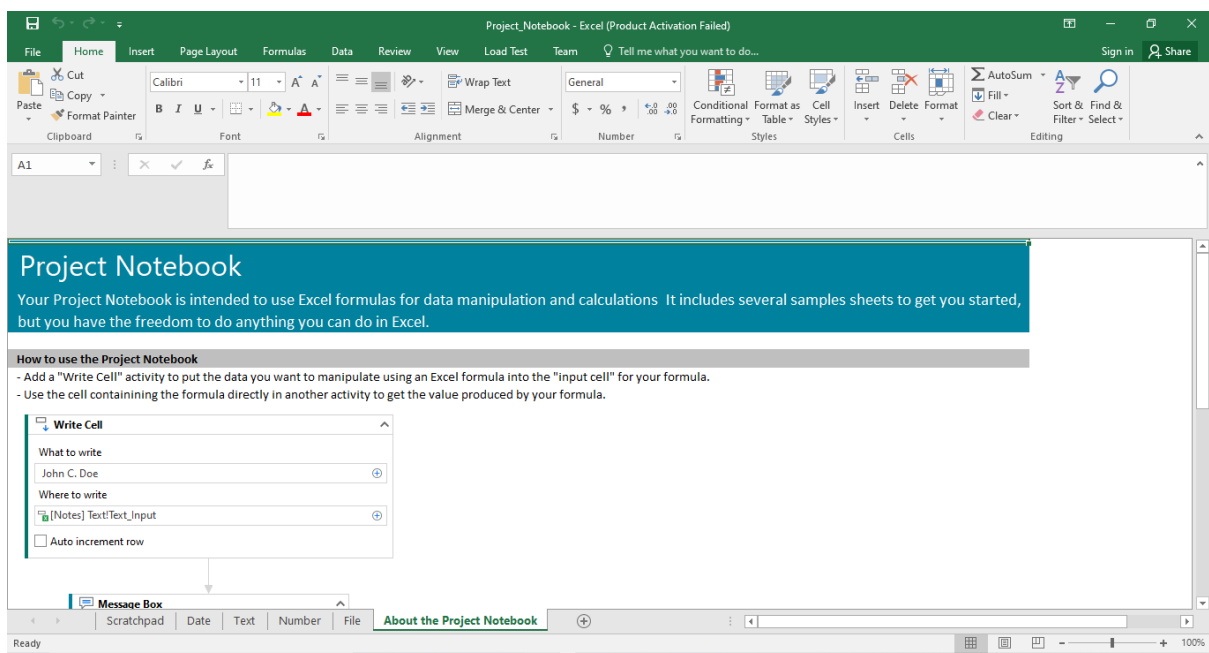 Project_Notebook - Excel (Product Activation Failed)
File Home Insert Page Layout Formulas Data Review View Load Test Team Tell me what you want to do... Sign in Share
Paste
Cut
Copy
Format Painter
Clipboard
Calibri 11 A A
B I U A
Font
Wrap Text
Merge & Center
Alignment
General
$ % , .0 .00 .00 .0
Number
Conditional Formatting
Format as Table
Cell Styles
Styles
Insert Delete Format
Cells
AutoSum
Fill
Clear
Sort & Filter
Find & Select
Editing
A1 fx
Project Notebook
Your Project Notebook is intended to use Excel formulas for data manipulation and calculations It includes several samples sheets to get you started,
but you have the freedom to do anything you can do in Excel.
How to use the Project Notebook
- Add a "Write Cell" activity to put the data you want to manipulate using an Excel formula into the "input cell" for your formula.
- Use the cell containining the formula directly in another activity to get the value produced by your formula.
Write Cell
What to write
John C. Doe
Where to write
[Notes] Text!Text_Input
Auto increment row
Message Box
Scratchpad Date Text Number File About the Project Notebook
Ready 100%